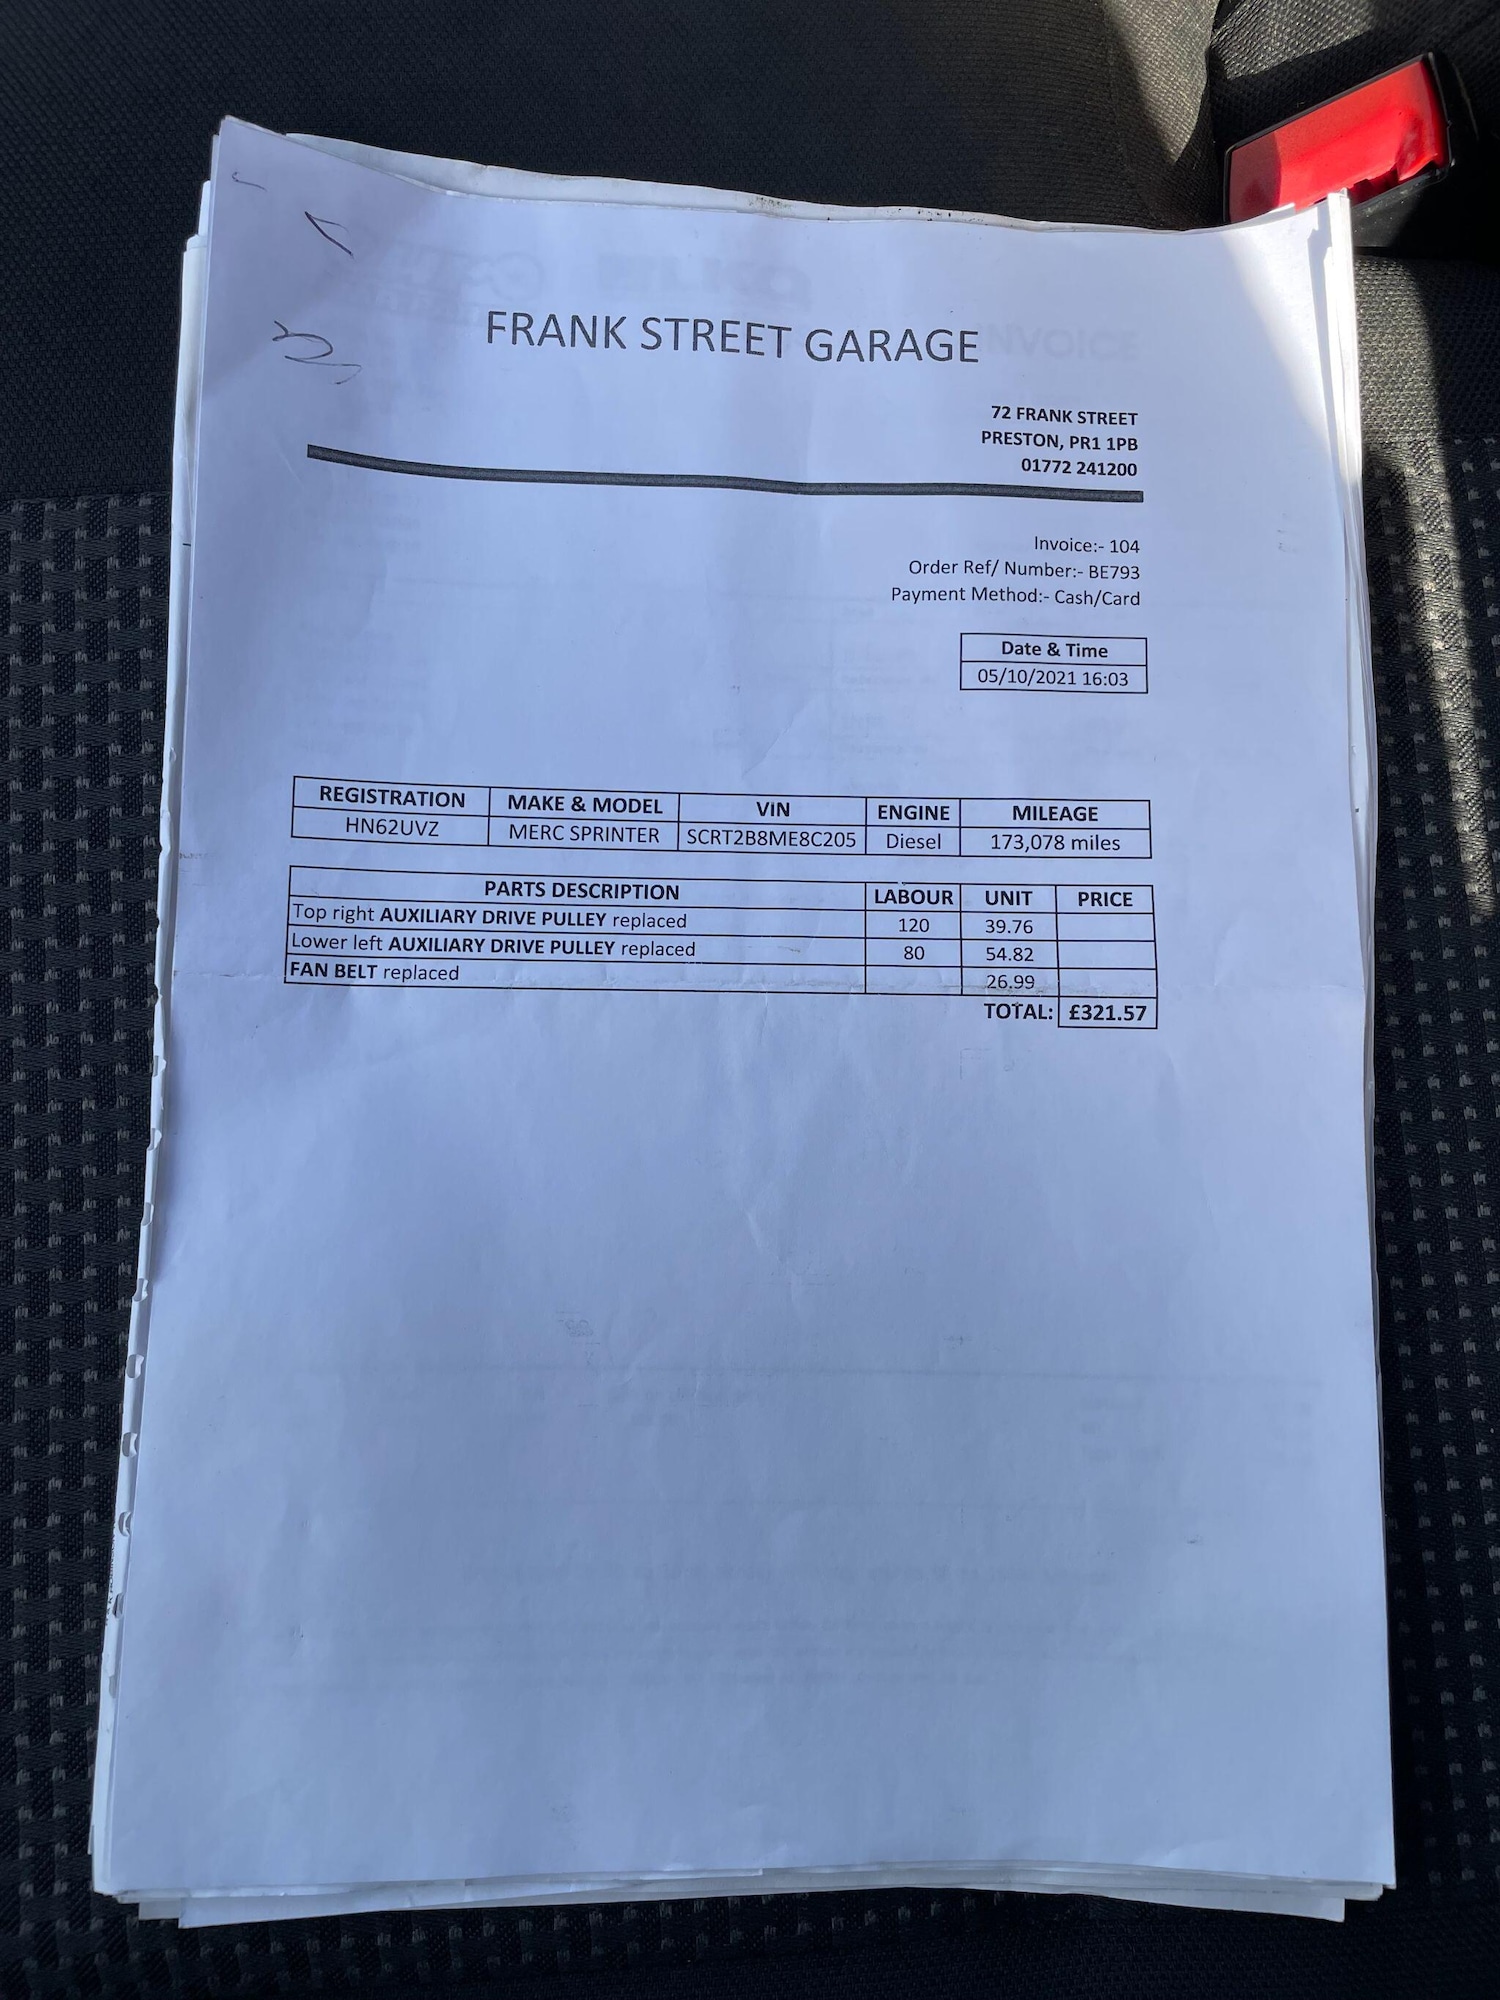 FRANK STREET GARAGE
INVOICE
72 FRANK STREET
PRESTON, PR1 1PB
01772 241200
Invoice:- 104
Order Ref/ Number:- BE793
Payment Method:- Cash/Card
Date & Time
05/10/2021 16:03
REGISTRATION MAKE & MODEL VIN ENGINE MILEAGE
HN62UVZ MERC SPRINTER SCRT2B8ME8C205 Diesel 173,078 miles
PARTS DESCRIPTION LABOUR UNIT PRICE
Top right AUXILIARY DRIVE PULLEY replaced 120 39.76
Lower left AUXILIARY DRIVE PULLEY replaced 80 54.82
FAN BELT replaced 26.99
TOTAL: £321.57